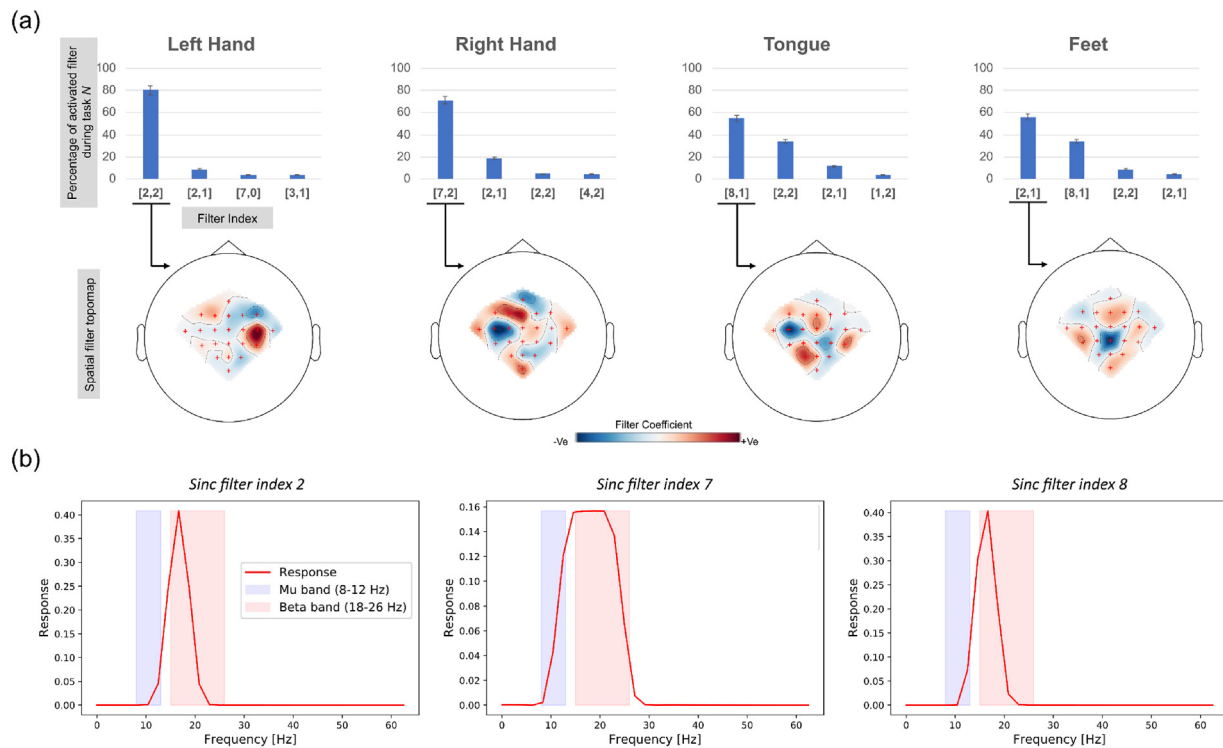 (a)
Left Hand
Right Hand
Tongue
Feet
Percentage of activated filter
during task N
100
80
60
40
20
0
[2,2]
[2,1]
[7,0]
[3,1]
100
80
60
40
20
0
[7,2]
[2,1]
[2,2]
[4,2]
100
80
60
40
20
0
[8,1]
[2,2]
[2,1]
[1,2]
100
80
60
40
20
0
[2,1]
[8,1]
[2,2]
[2,1]
Filter Index
Spatial filter topomap
Filter Coefficient
-Ve
+Ve
(b)
Sinc filter index 2
Sinc filter index 7
Sinc filter index 8
Response
0.40
0.35
0.30
0.25
0.20
0.15
0.10
0.05
0.00
0 10 20 30 40 50 60
Frequency [Hz]
Response
Mu band (8-12 Hz)
Beta band (18-26 Hz)
Response
0.16
0.14
0.12
0.10
0.08
0.06
0.04
0.02
0.00
0 10 20 30 40 50 60
Frequency [Hz]
Response
0.40
0.35
0.30
0.25
0.20
0.15
0.10
0.05
0.00
0 10 20 30 40 50 60
Frequency [Hz]